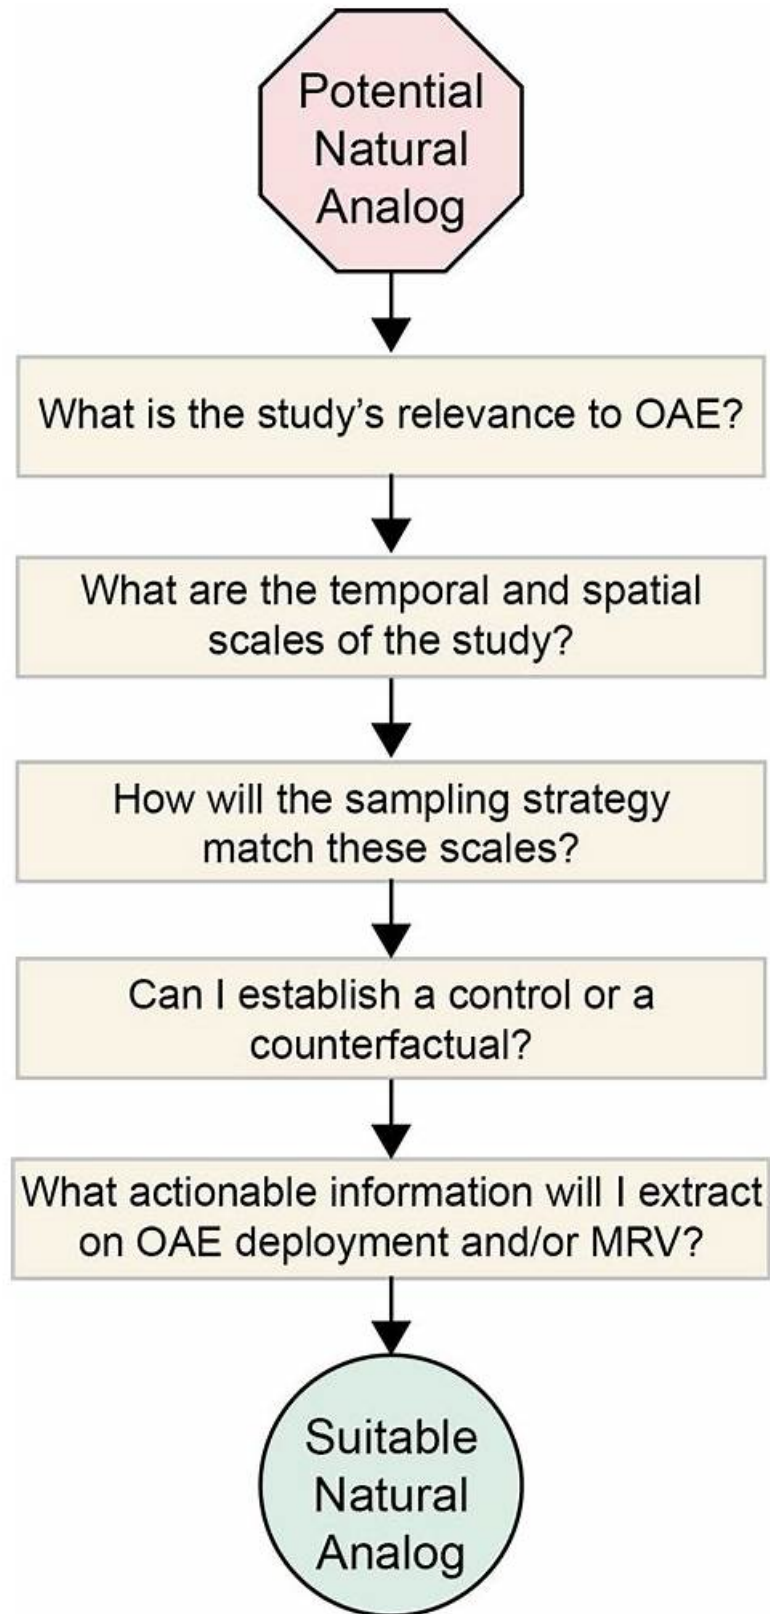 Potential
Natural
Analog
What is the study's relevance to OAE?
What are the temporal and spatial
scales of the study?
How will the sampling strategy
match these scales?
Can I establish a control or a
counterfactual?
What actionable information will I extract
on OAE deployment and/or MRV?
Suitable
Natural
Analog